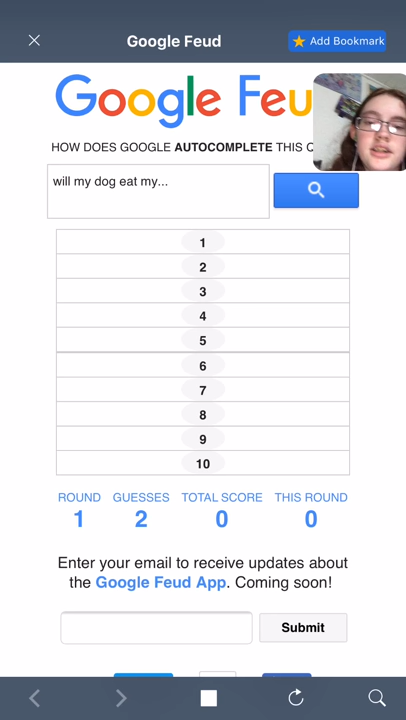 Google Feud
Add Bookmark
Google Feu
HOW DOES GOOGLE AUTOCOMPLETE THIS
will my dog eat my...
1
2
3
4
5
6
7
8
9
10
ROUND GUESSES TOTAL SCORE THIS ROUND
1 2 0 0
Enter your email to receive updates about
the Google Feud App. Coming soon!
Submit